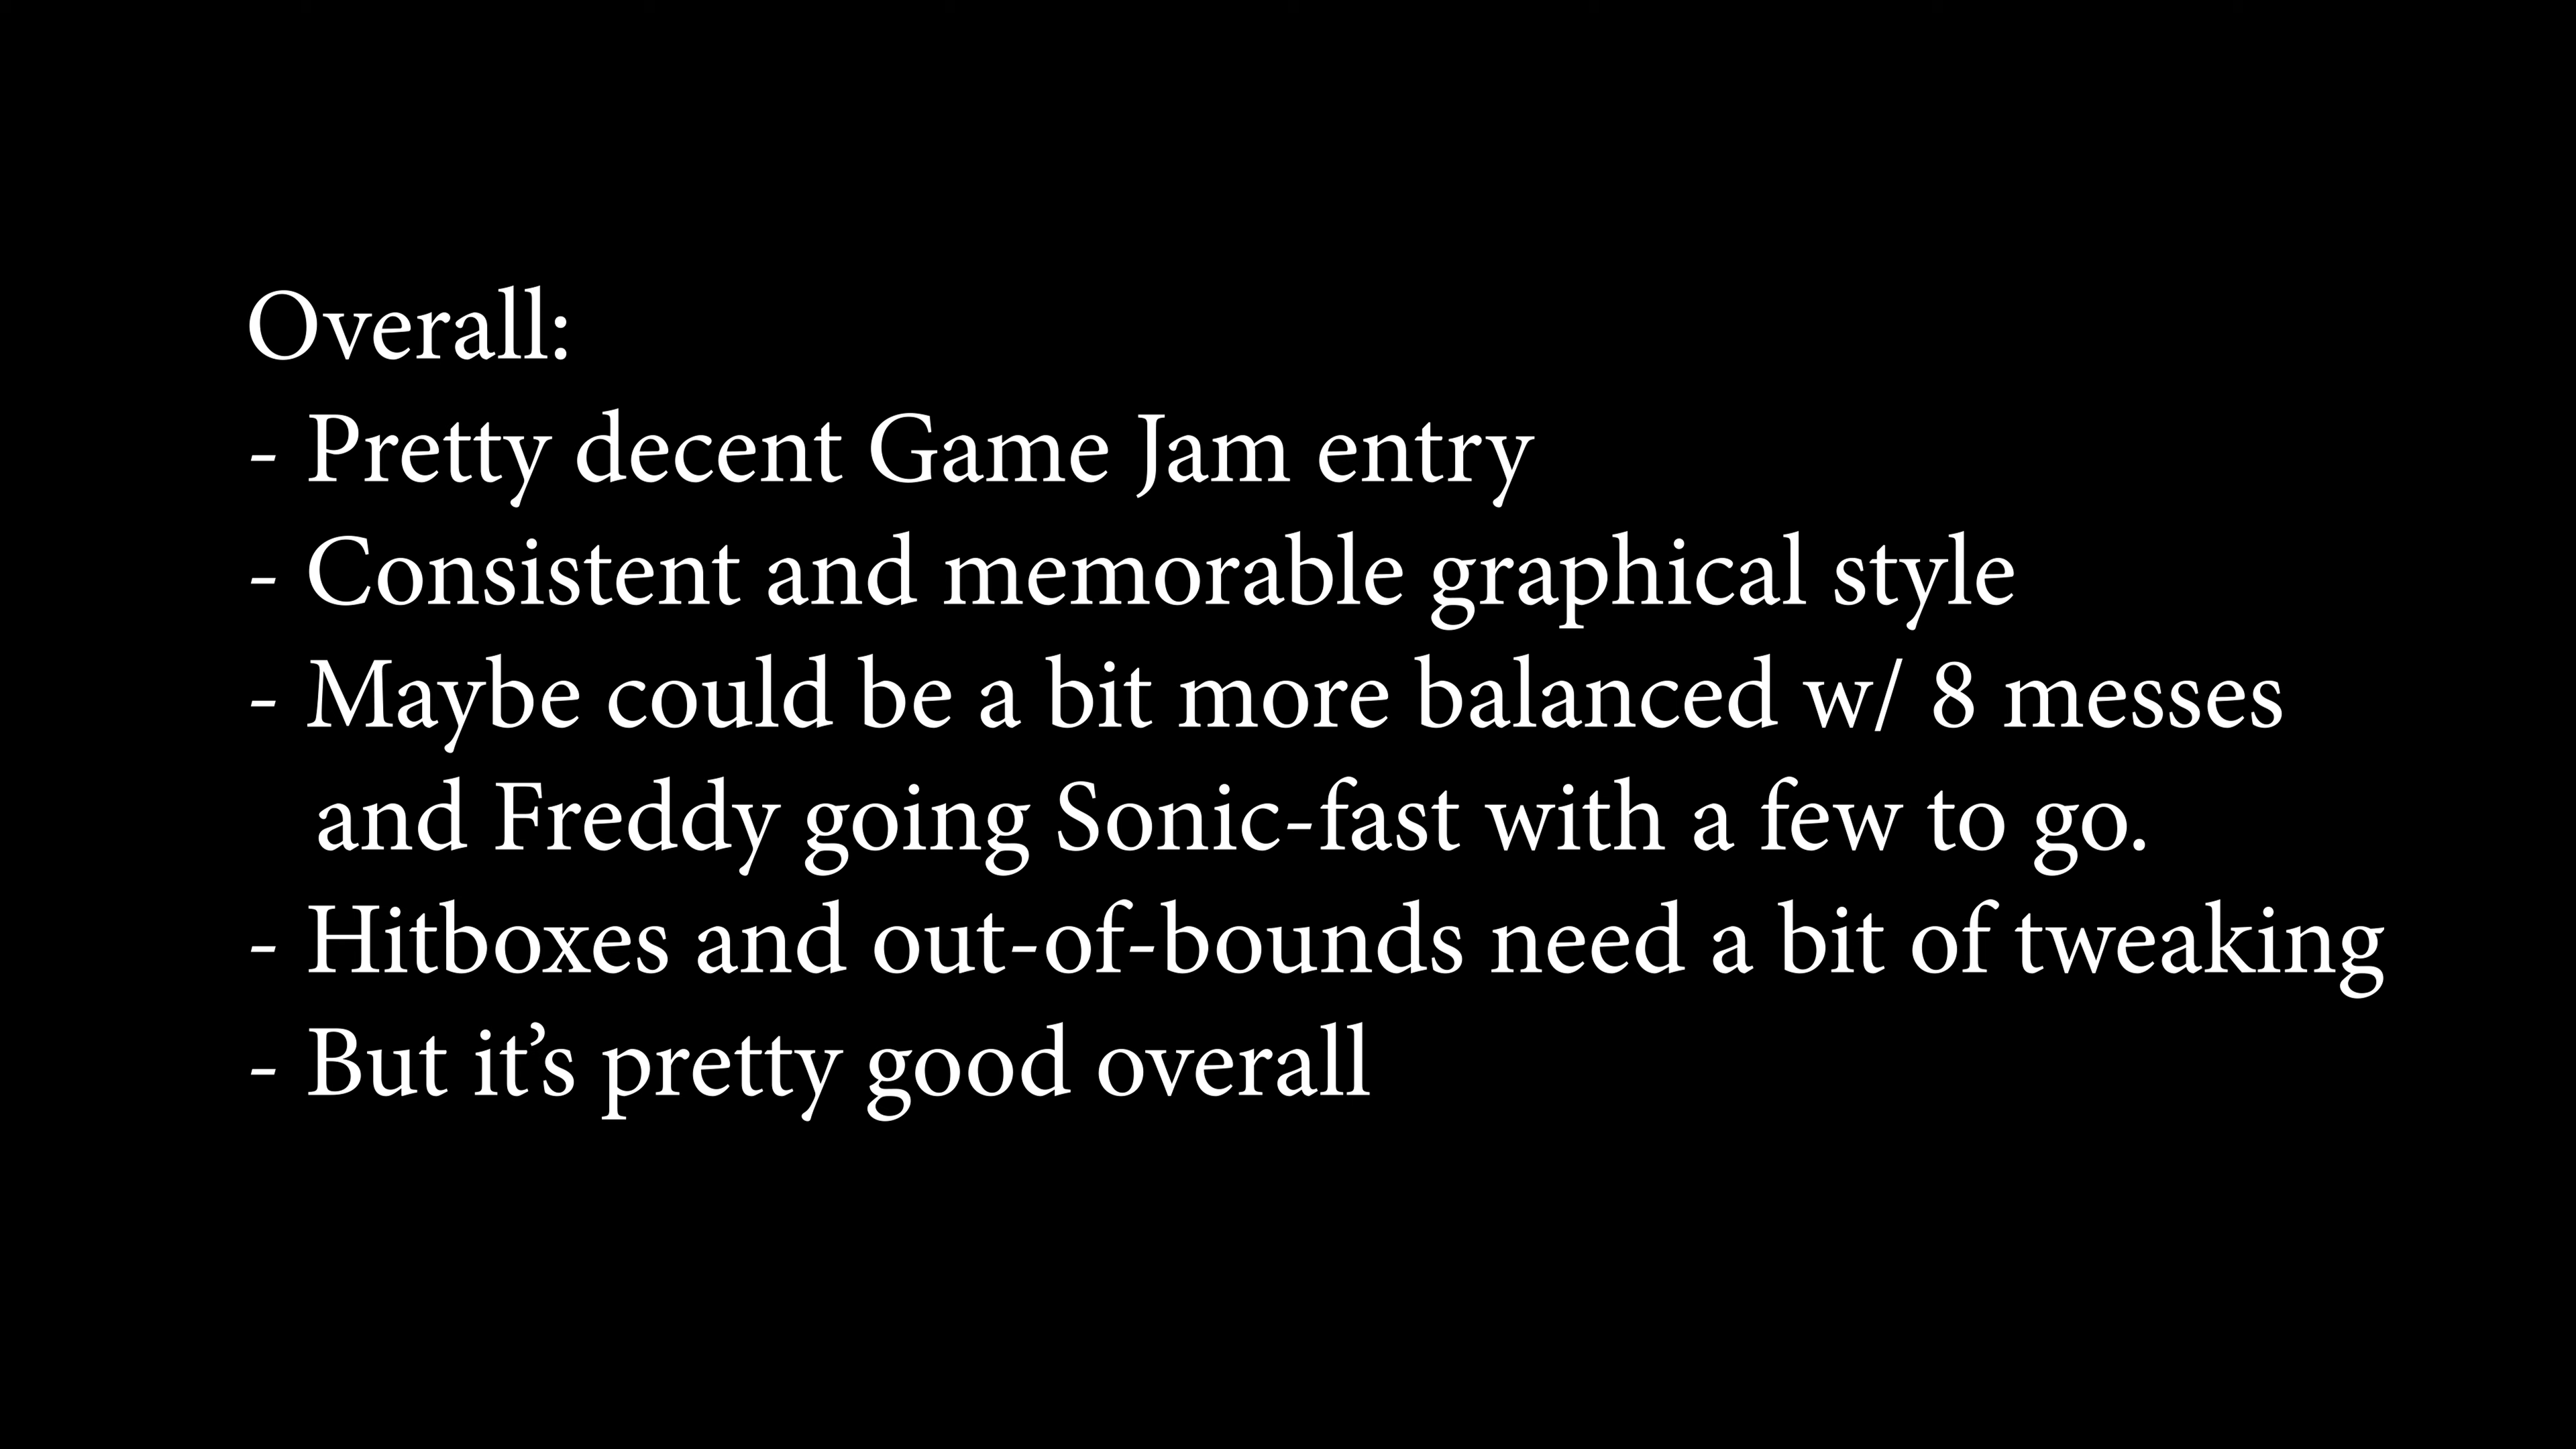 Overall:
- Pretty decent Game Jam entry
- Consistent and memorable graphical style
- Maybe could be a bit more balanced w/ 8 messes
and Freddy going Sonic-fast with a few to go.
- Hitboxes and out-of-bounds need a bit of tweaking
- But it’s pretty good overall